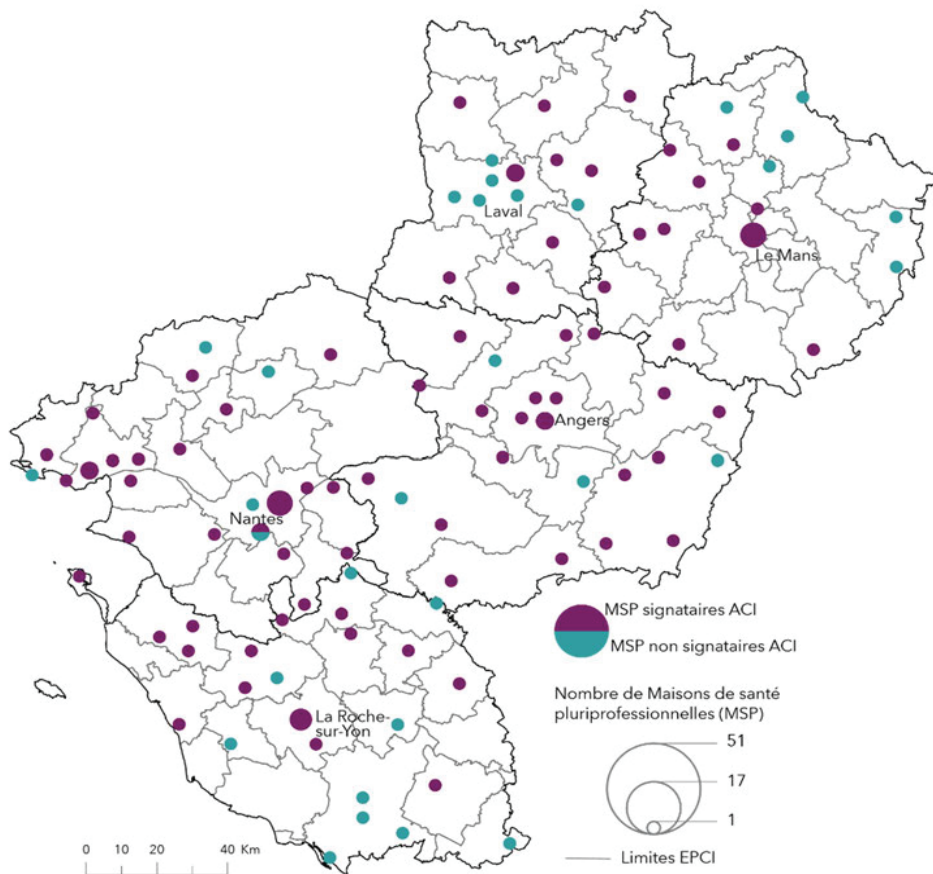 Laval
Le Mans
Angers
Nantes
MSP signataires ACI
MSP non signataires ACI
Nombre de Maisons de santé
pluriprofessionnelles (MSP)
La Roche-
sur-Yon
51
17
1
0 10 20 40 Km
Limites EPCI